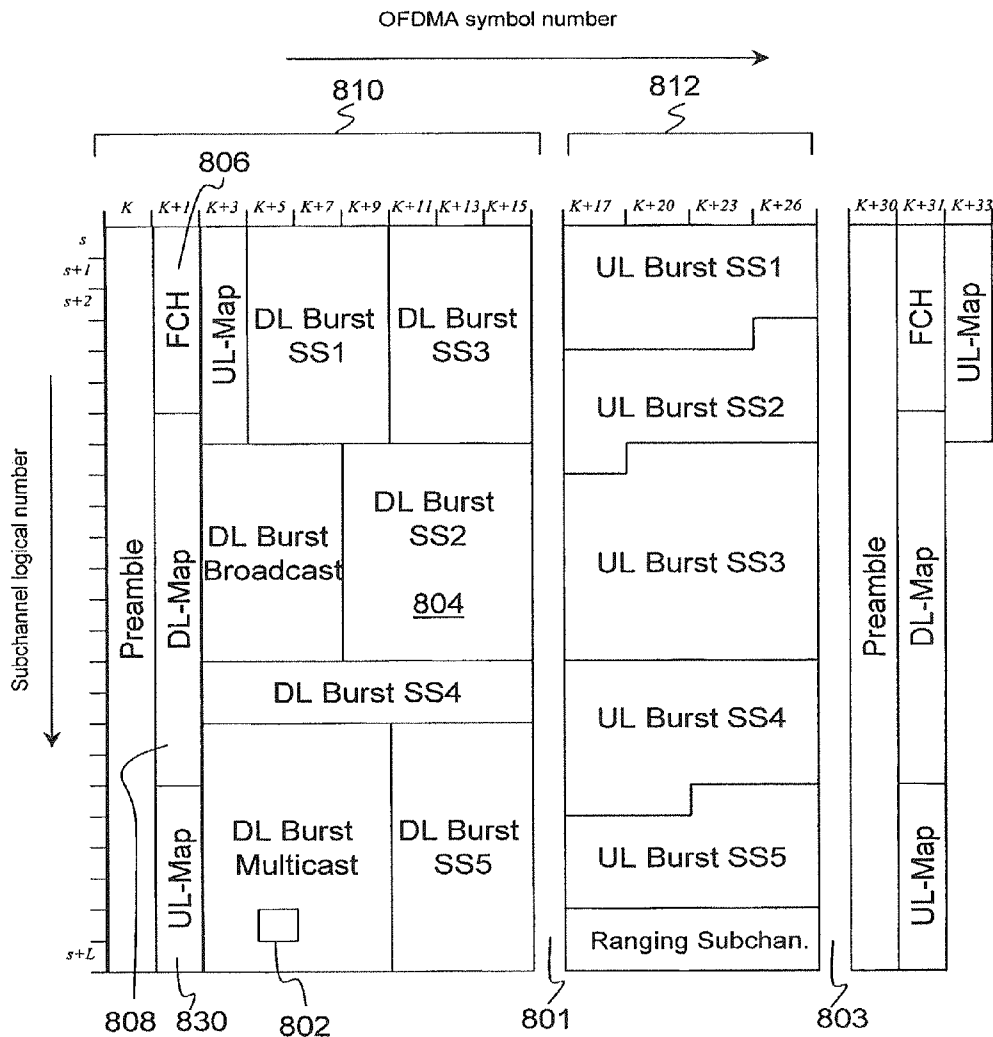 OFDMA symbol number
810
812
806
K
K+1
K+3
K+5
K+7
K+9
K+11
K+13
K+15
K+17
K+20
K+23
K+26
K+30
K+31
K+33
s
s+1
s+2
s+L
Subchannel logical number
Preamble
FCH
DL-Map
UL-Map
UL-Map
DL Burst
SS1
DL Burst
SS3
DL Burst
Broadcast
DL Burst
SS2
804
DL Burst SS4
DL Burst
Multicast
DL Burst
SS5
UL Burst SS1
UL Burst SS2
UL Burst SS3
UL Burst SS4
UL Burst SS5
Ranging Subchan.
Preamble
FCH
DL-Map
UL-Map
UL-Map
808
830
802
801
803